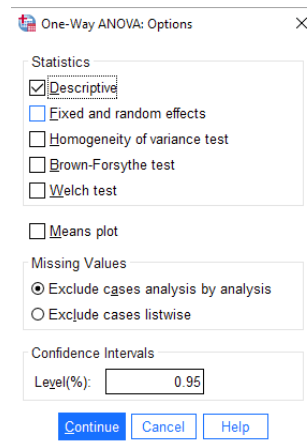 One-Way ANOVA: Options
Statistics
Descriptive
Fixed and random effects
Homogeneity of variance test
Brown-Forsythe test
Welch test
Means plot
Missing Values
Exclude cases analysis by analysis
Exclude cases listwise
Confidence Intervals
Level(%): 0.95
Continue Cancel Help